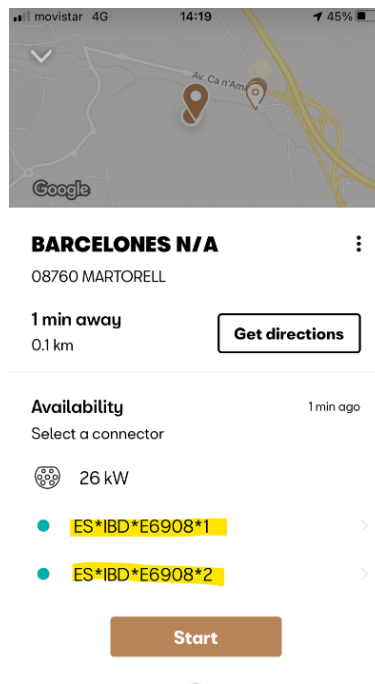 movistar 4G 14:19 45%
Av. Ca n'Ama
Google
BARCELONES N/A
08760 MARTORELL
1 min away
0.1 km
Get directions
Availability 1 min ago
Select a connector
26 kW
ES*IBD*E6908*1
ES*IBD*E6908*2
Start